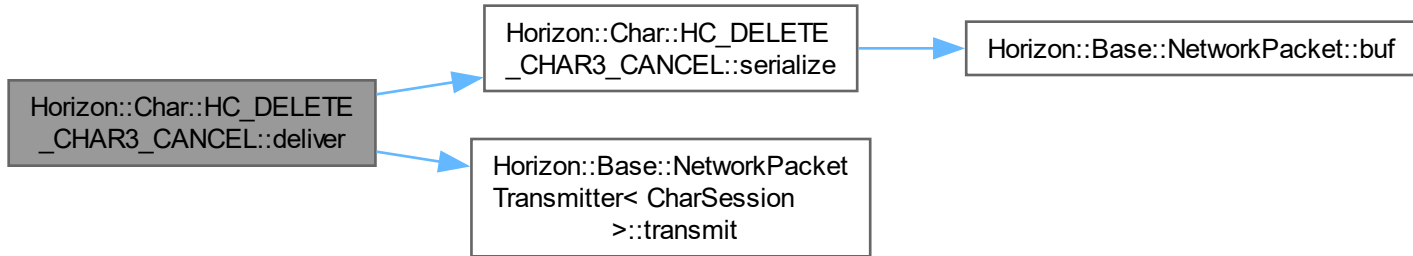 Horizon::Char::HC_DELETE
_CHAR3_CANCEL::deliver
Horizon::Char::HC_DELETE
_CHAR3_CANCEL::serialize
Horizon::Base::NetworkPacket::buf
Horizon::Base::NetworkPacket
Transmitter< CharSession
>::transmit